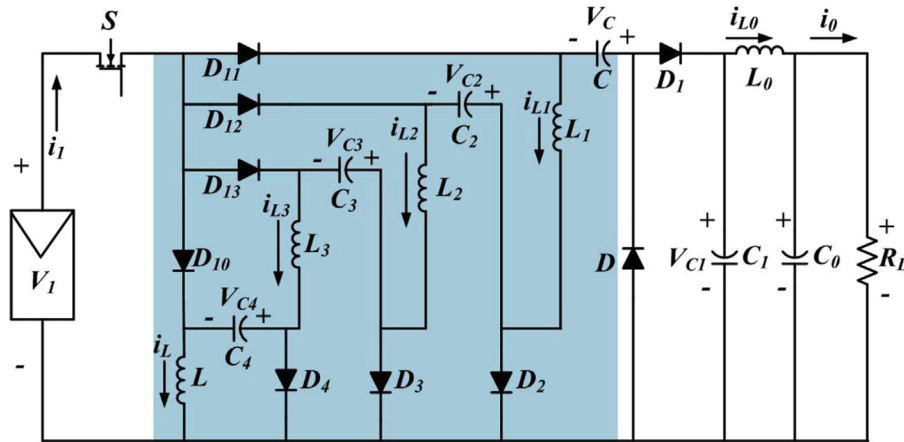 S
V_C
i_L0
i_0
- +
D_11
C
D_1
L_0
V_C2
- +
D_12
C_2
i_L1
L_1
i_1
+
V_C3
- +
i_L2
D_13
C_3
L_2
i_L3
L_3
V_1
D_10
D
+ + +
V_C1
C_1
C_0
R_L
- - -
V_C4
- +
C_4
i_L
L
D_4
D_3
D_2
-